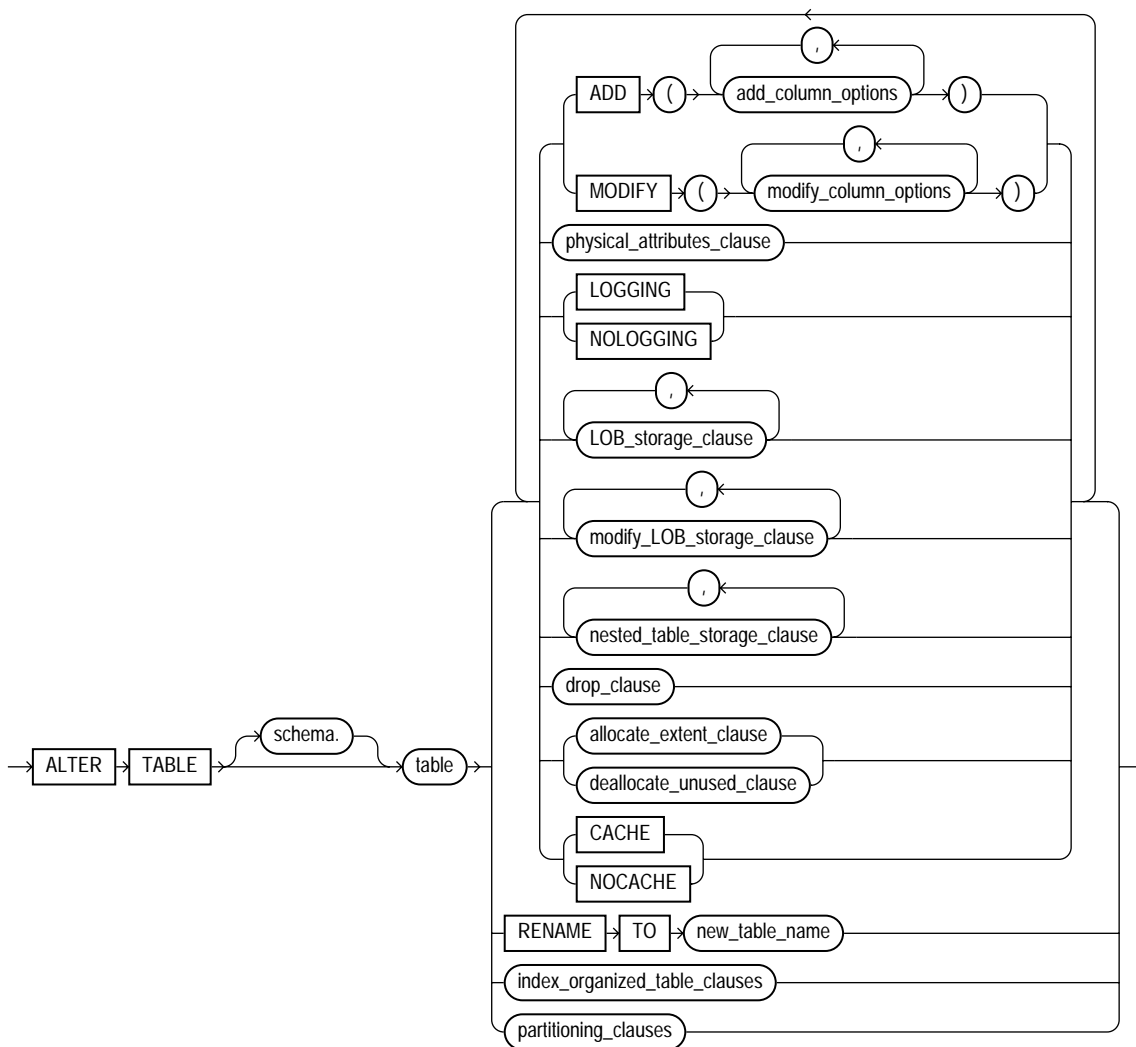 ,
ADD ( add_column_options )
,
MODIFY ( modify_column_options )
physical_attributes_clause
LOGGING
NOLOGGING
,
LOB_storage_clause
,
modify_LOB_storage_clause
,
nested_table_storage_clause
drop_clause
schema.
allocate_extent_clause
ALTER TABLE table
deallocate_unused_clause
CACHE
NOCACHE
RENAME TO new_table_name
index_organized_table_clauses
partitioning_clauses